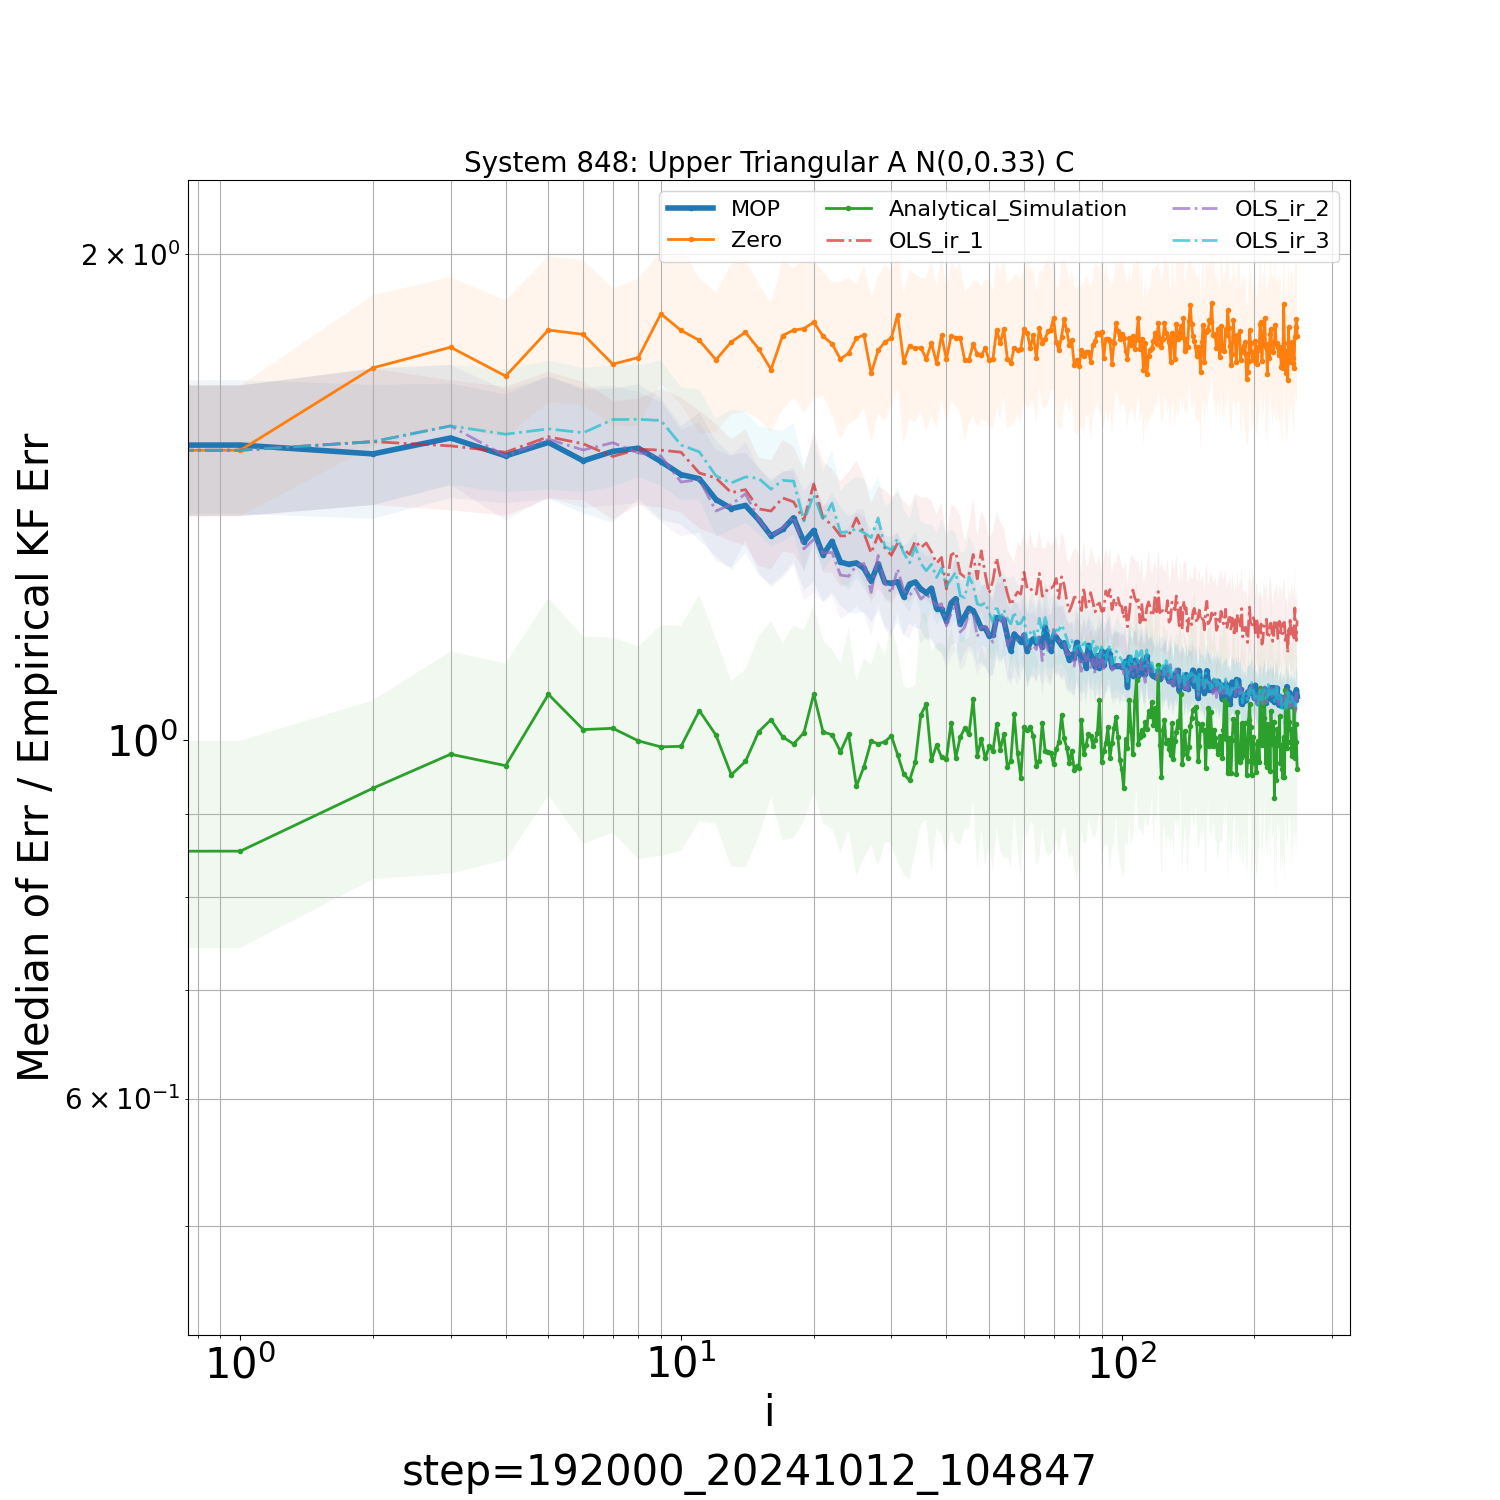 System 848: Upper Triangular A N(0,0.33) C
MOP
Zero
Analytical_Simulation
OLS_ir_1
OLS_ir_2
OLS_ir_3
Median of Err / Empirical KF Err
2 × 10⁰
10⁰
6 × 10⁻¹
10⁰
10¹
10²
i
step=192000_20241012_104847